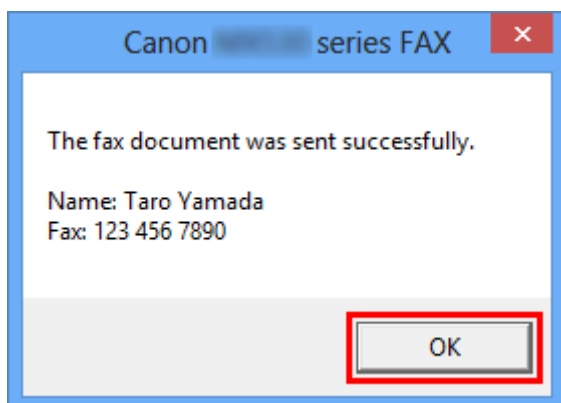 Canon series FAX
The fax document was sent successfully.
Name: Taro Yamada
Fax: 123 456 7890
OK